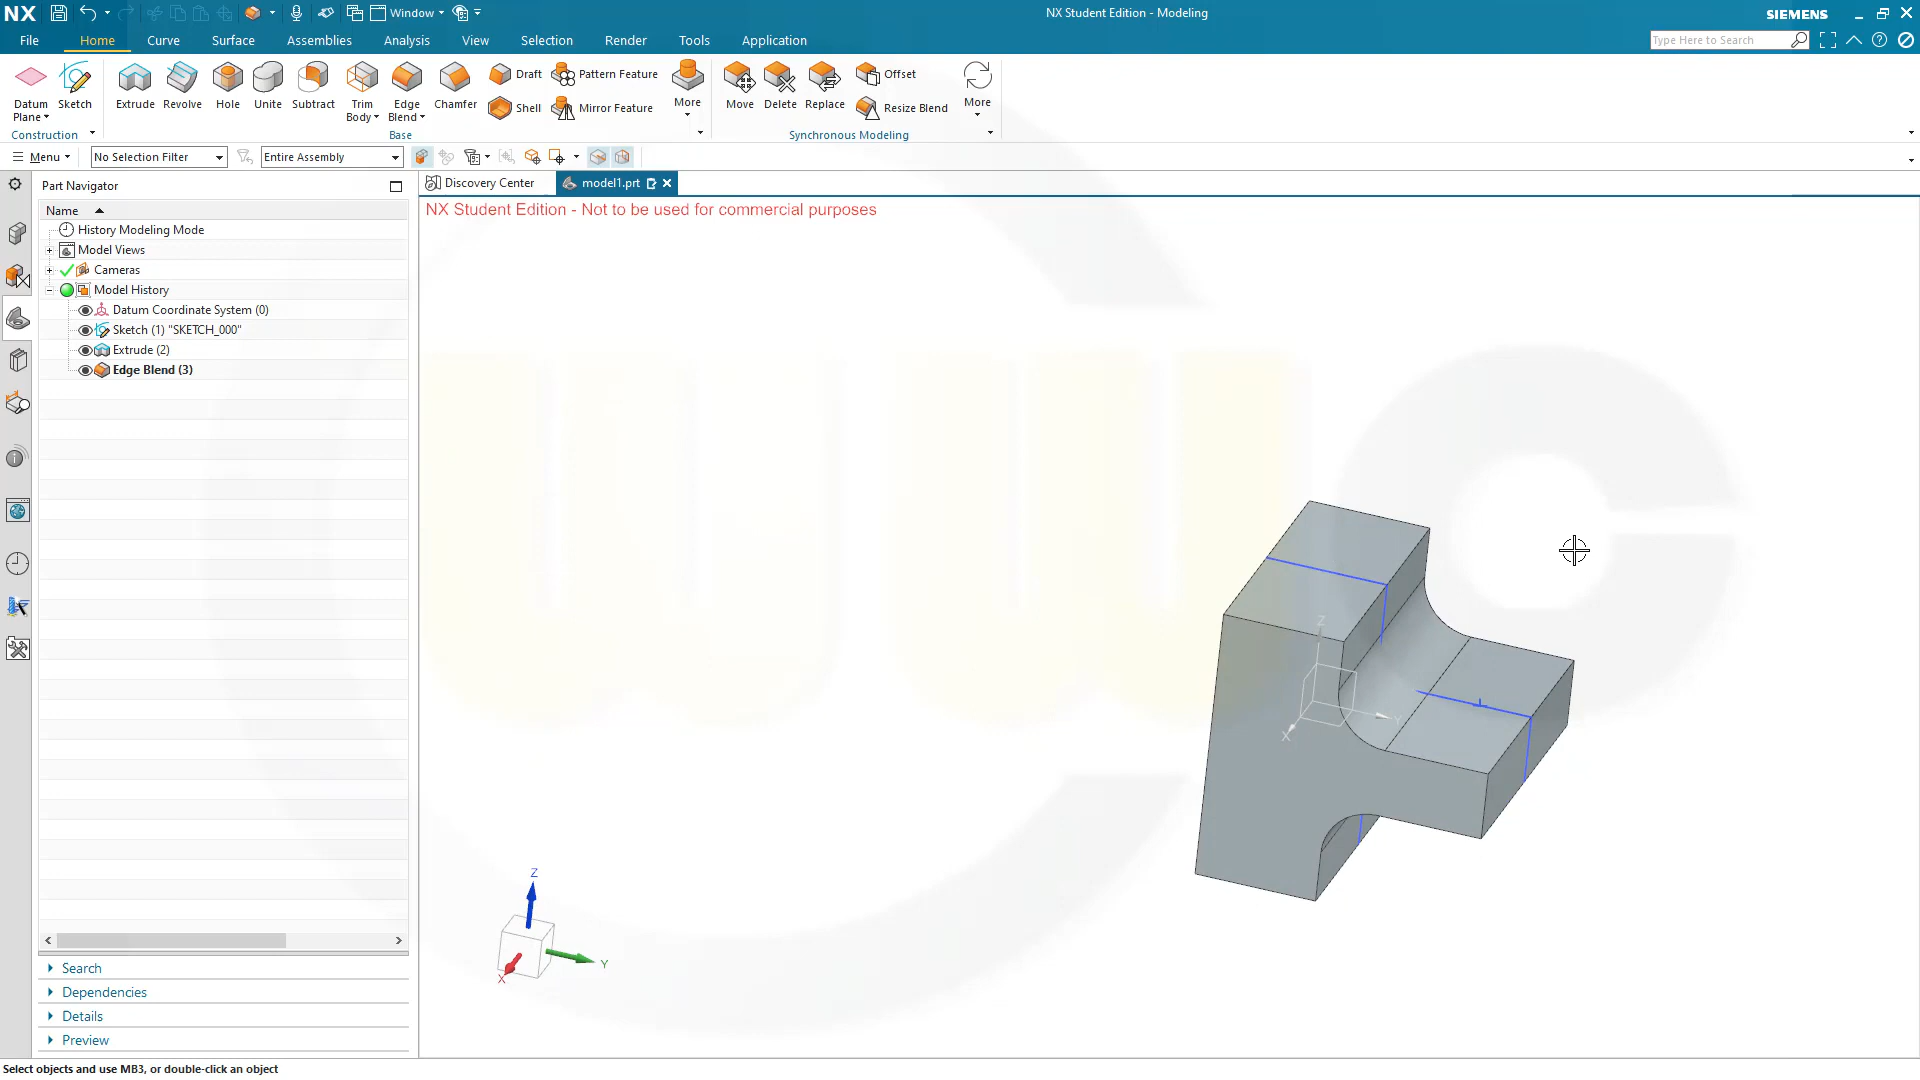 NX Window NX Student Edition - Modeling SIEMENS
File Home Curve Surface Assemblies Analysis View Selection Render Tools Application Type Here to Search
Datum Plane Sketch Extrude Revolve Hole Unite Subtract Trim Body Edge Blend Chamfer Draft Shell Pattern Feature Mirror Feature More Move Delete Replace Offset Resize Blend More
Construction Base Synchronous Modeling
Menu No Selection Filter Entire Assembly
Part Navigator Discovery Center model1.prt
Name
NX Student Edition - Not to be used for commercial purposes
History Modeling Mode
Model Views
Cameras
Model History
Datum Coordinate System (0)
Sketch (1) "SKETCH_000"
Extrude (2)
Edge Blend (3)
Z
Y
X
Z
Y
X
Search
Dependencies
Details
Preview
Select objects and use MB3, or double-click an object